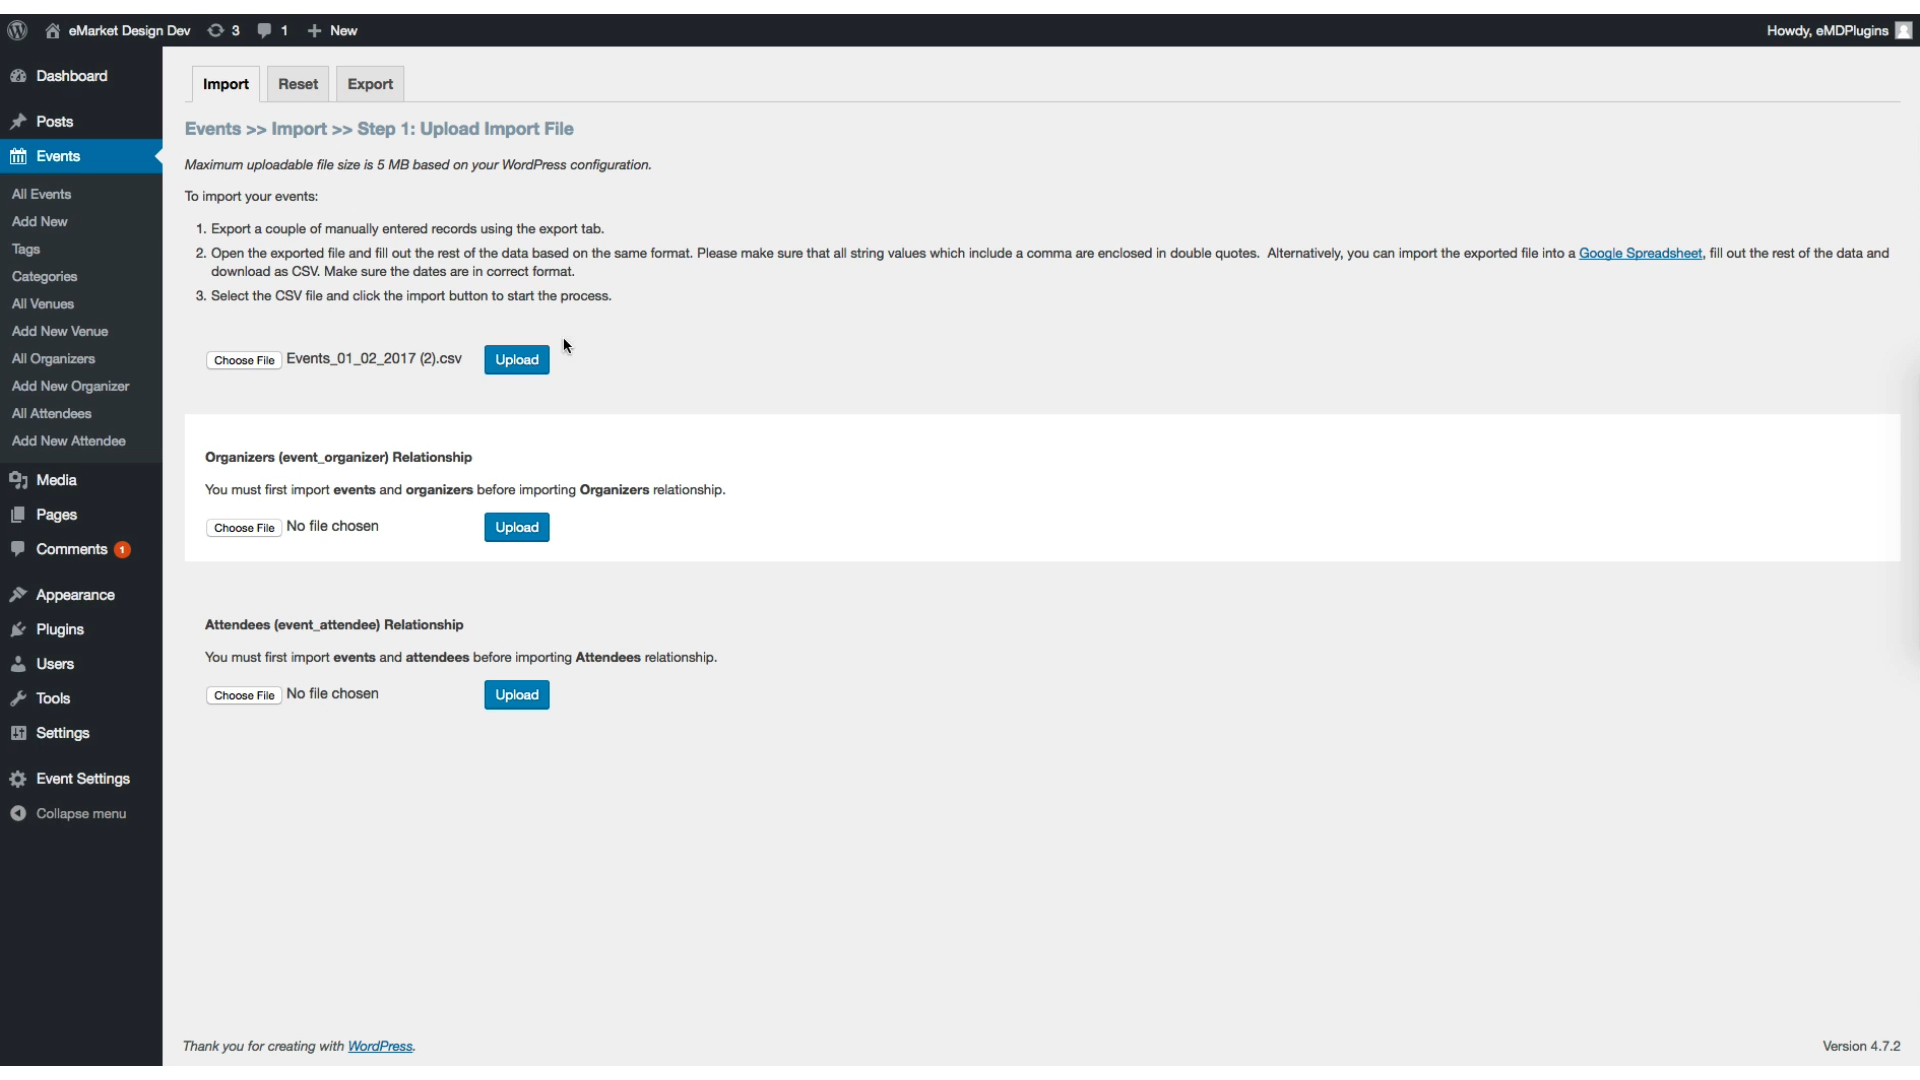 eMarket Design Dev 3 1 New Howdy, eMDPlugins
Dashboard
Posts
Events
All Events
Add New
Tags
Categories
All Venues
Add New Venue
All Organizers
Add New Organizer
All Attendees
Add New Attendee
Media
Pages
Comments 1
Appearance
Plugins
Users
Tools
Settings
Event Settings
Collapse menu
Import Reset Export
Events >> Import >> Step 1: Upload Import File
Maximum uploadable file size is 5 MB based on your WordPress configuration.
To import your events:
1. Export a couple of manually entered records using the export tab.
2. Open the exported file and fill out the rest of the data based on the same format. Please make sure that all string values which include a comma are enclosed in double quotes. Alternatively, you can import the exported file into a Google Spreadsheet, fill out the rest of the data and
download as CSV. Make sure the dates are in correct format.
3. Select the CSV file and click the import button to start the process.
Choose File Events_01_02_2017 (2).csv Upload
Organizers (event_organizer) Relationship
You must first import events and organizers before importing Organizers relationship.
Choose File No file chosen Upload
Attendees (event_attendee) Relationship
You must first import events and attendees before importing Attendees relationship.
Choose File No file chosen Upload
Thank you for creating with WordPress. Version 4.7.2